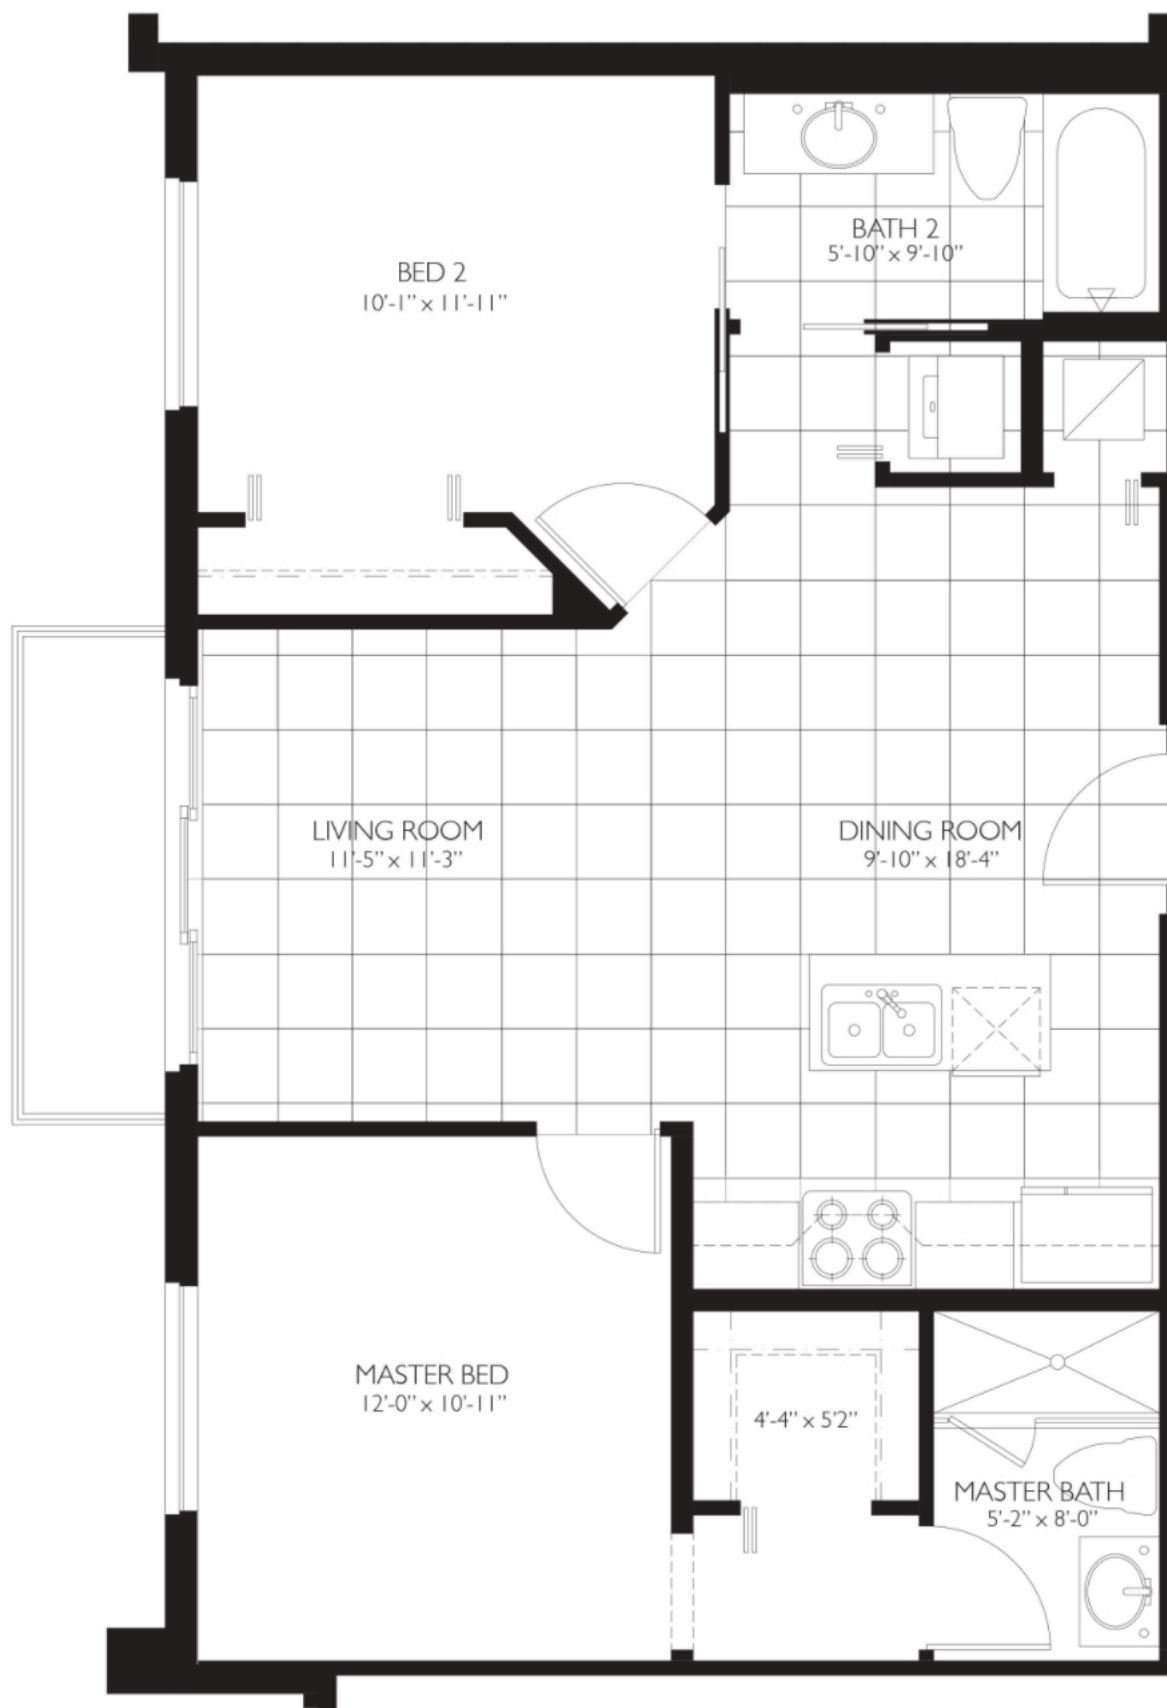 BATH 2
5'-10" x 9'-10"
BED 2
10'-1" x 11'-11"
LIVING ROOM
11'-5" x 11'-3"
DINING ROOM
9'-10" x 18'-4"
MASTER BED
12'-0" x 10'-11"
4'-4" x 5'2"
MASTER BATH
5'-2" x 8'-0"